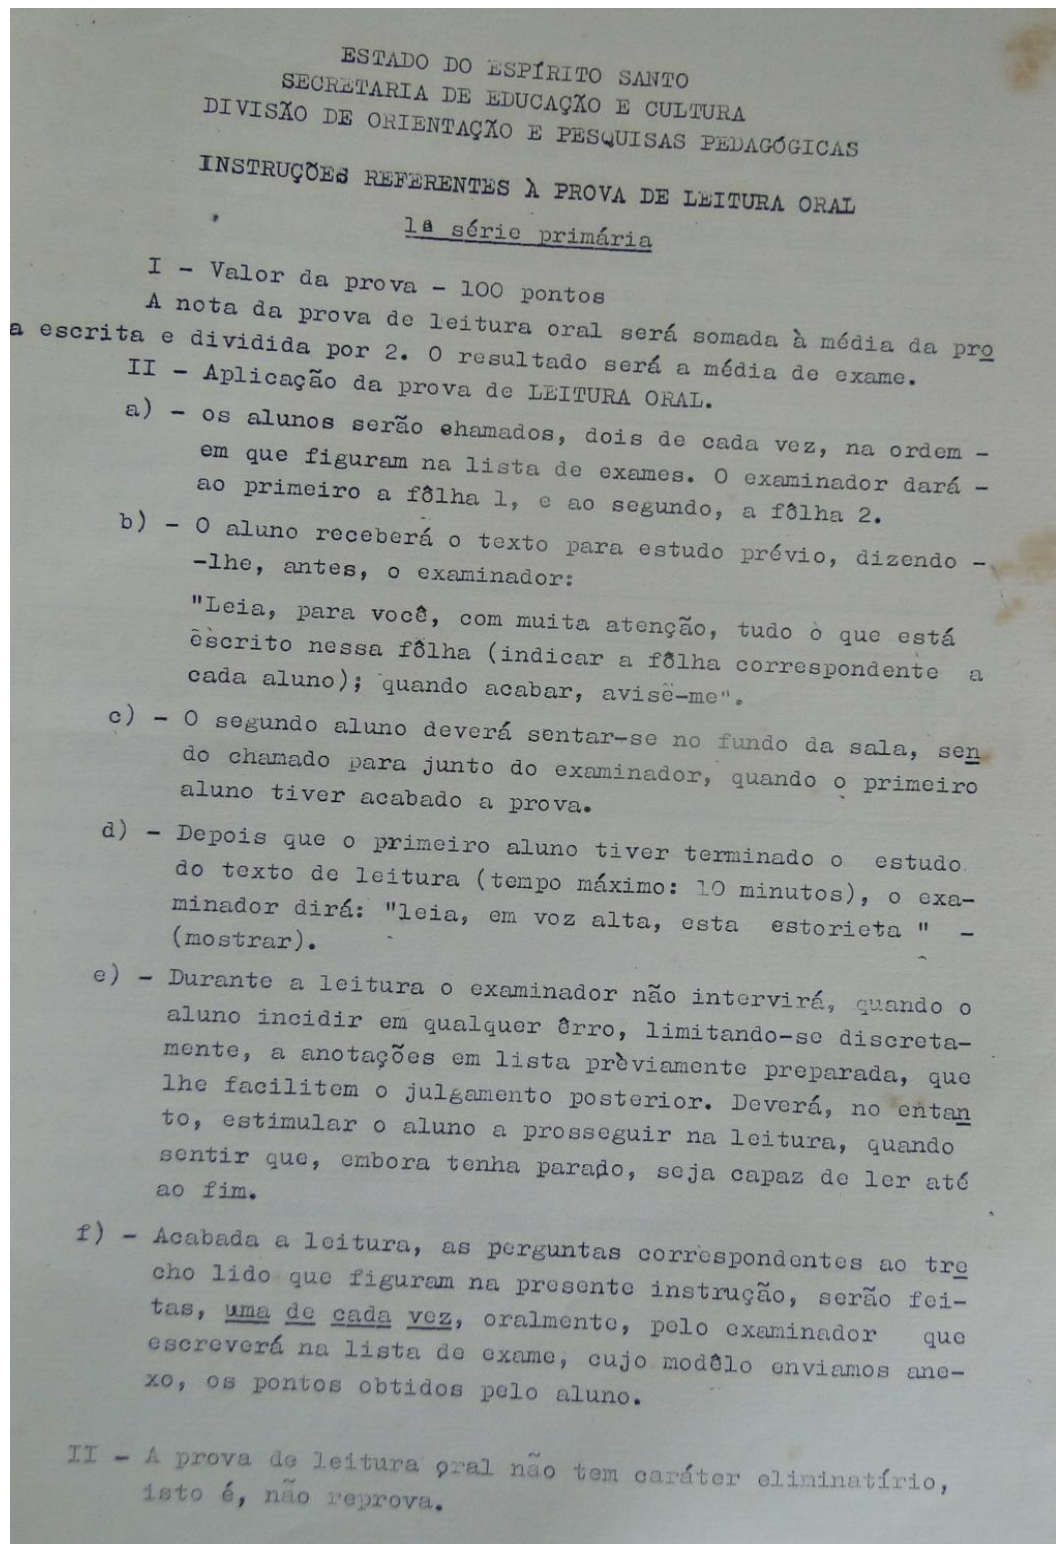 ESTADO DO ESPÍRITO SANTO
SECRETARIA DE EDUCAÇÃO E CULTURA
DIVISÃO DE ORIENTAÇÃO E PESQUISAS PEDAGÓGICAS
INSTRUÇÕES REFERENTES À PROVA DE LEITURA ORAL
1ª série primária
I - Valor da prova - 100 pontos
A nota da prova de leitura oral será somada à média da pro
a escrita e dividida por 2. O resultado será a média de exame.
II - Aplicação da prova de LEITURA ORAL.
a) - os alunos serão chamados, dois de cada vez, na ordem -
em que figuram na lista de exames. O examinador dará -
ao primeiro a fôlha 1, e ao segundo, a fôlha 2.
b) - O aluno receberá o texto para estudo prévio, dizendo -
-lhe, antes, o examinador:
"Leia, para você, com muita atenção, tudo o que está
escrito nessa fôlha (indicar a fôlha correspondente a
cada aluno); quando acabar, avise-me".
c) - O segundo aluno deverá sentar-se no fundo da sala, sen
do chamado para junto do examinador, quando o primeiro
aluno tiver acabado a prova.
d) - Depois que o primeiro aluno tiver terminado o estudo
do texto de leitura (tempo máximo: 10 minutos), o exa-
minador dirá: "leia, em voz alta, esta estorieta " -
(mostrar).
e) - Durante a leitura o examinador não intervirá, quando o
aluno incidir em qualquer êrro, limitando-se discreta-
mente, a anotações em lista prèviamente preparada, que
lhe facilitem o julgamento posterior. Deverá, no entan
to, estimular o aluno a prosseguir na leitura, quando
sentir que, embora tenha parado, seja capaz de ler até
ao fim.
f) - Acabada a leitura, as perguntas correspondentes ao tre
cho lido que figuram na presente instrução, serão fei-
tas, uma de cada vez, oralmente, pelo examinador que
escreverá na lista de exame, cujo modêlo enviamos ane-
xo, os pontos obtidos pelo aluno.
II - A prova de leitura oral não tem caráter eliminatírio,
isto é, não reprova.